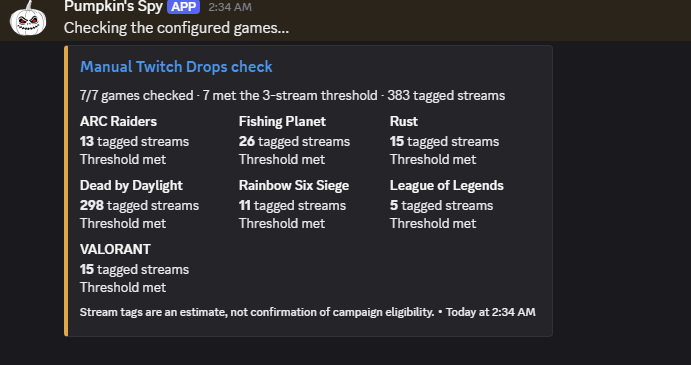 Pumpkin's Spy APP 2:34 AM
Checking the configured games...
Manual Twitch Drops check
7/7 games checked · 7 met the 3-stream threshold · 383 tagged streams
ARC Raiders
13 tagged streams
Threshold met
Fishing Planet
26 tagged streams
Threshold met
Rust
15 tagged streams
Threshold met
Dead by Daylight
298 tagged streams
Threshold met
Rainbow Six Siege
11 tagged streams
Threshold met
League of Legends
5 tagged streams
Threshold met
VALORANT
15 tagged streams
Threshold met
Stream tags are an estimate, not confirmation of campaign eligibility. • Today at 2:34 AM